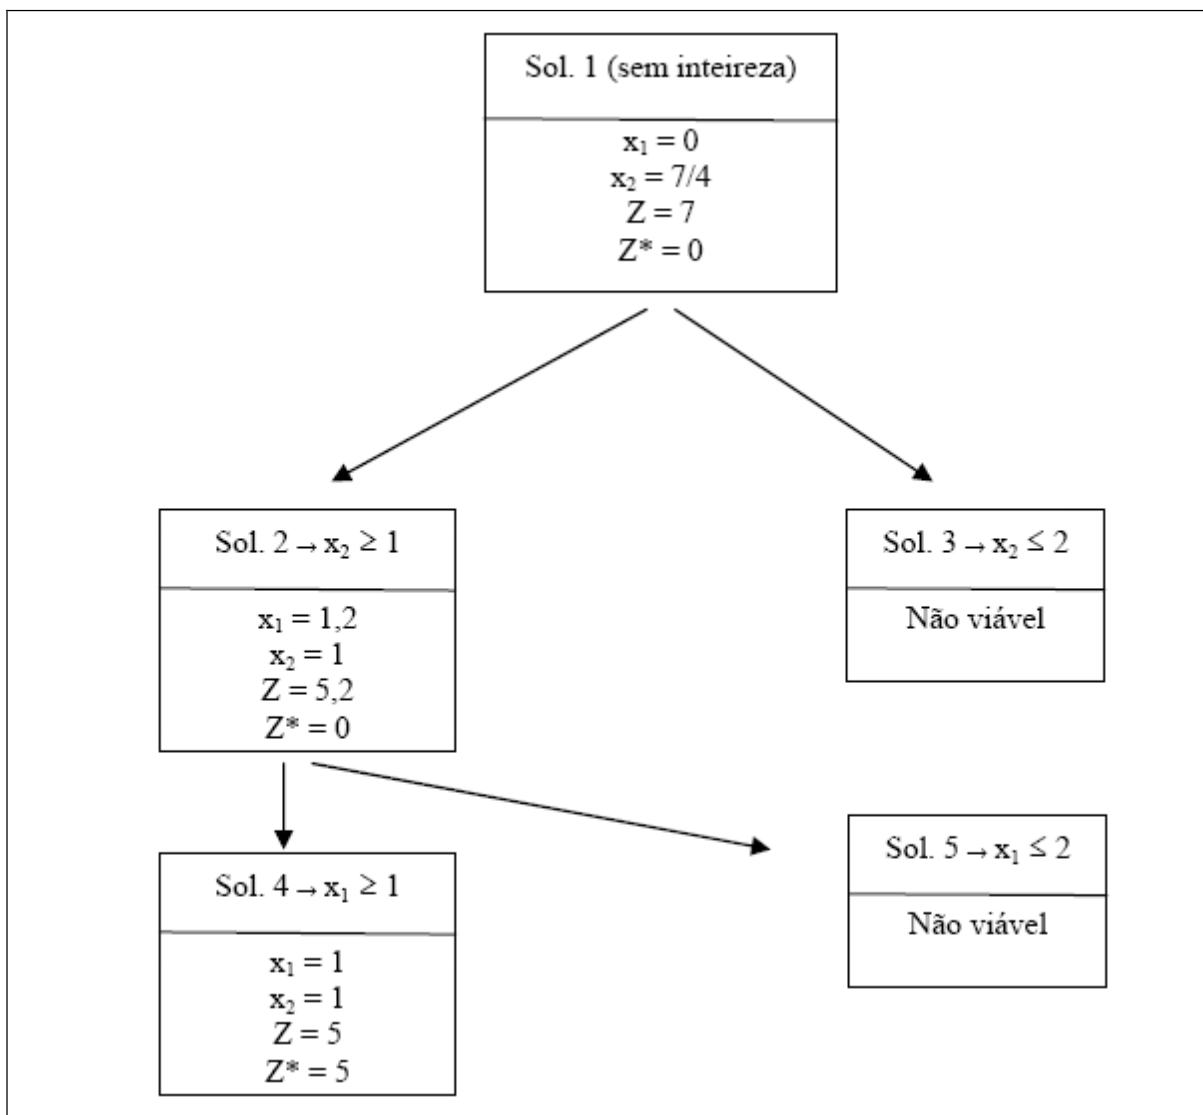 Sol. 1 (sem inteireza)
x₁ = 0
x₂ = 7/4
Z = 7
Z* = 0
Sol. 2 → x₂ ≥ 1
x₁ = 1,2
x₂ = 1
Z = 5,2
Z* = 0
Sol. 3 → x₂ ≤ 2
Não viável
Sol. 4 → x₁ ≥ 1
x₁ = 1
x₂ = 1
Z = 5
Z* = 5
Sol. 5 → x₁ ≤ 2
Não viável